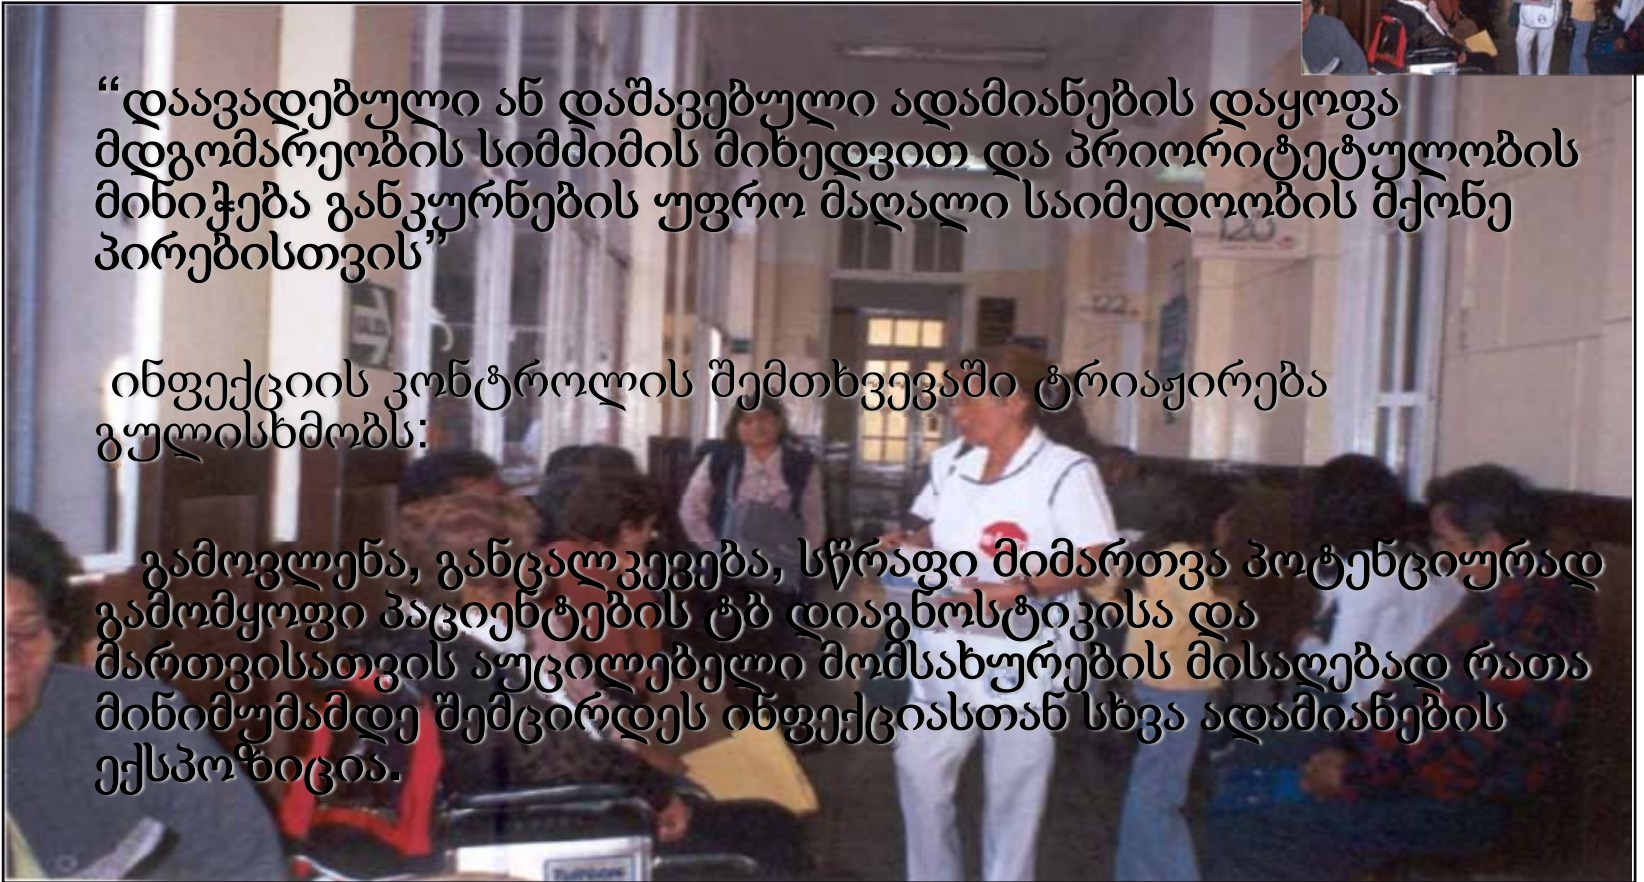 “დაავადებული ან დაშავებული ადამიანების დაყოფა
მდგომარეობის სიმძიმის მიხედვით და პრიორიტეტულობის
მინიჭება განკურნების უფრო მაღალი საიმედოობის მქონე
პირებისთვის”
ინფექციის კონტროლის შემთხვევაში ტრიაჟირება
გულისხმობს:
გამოვლენა, განცალკევება, სწრაფი მიმართვა პოტენციურად
გამომყოფი პაციენტების ტბ დიაგნოსტიკისა და
მართვისათვის აუცილებელი მომსახურების მისაღებად რათა
მინიმუმამდე შემცირდეს ინფექციასთან სხვა ადამიანების
ექსპოზიცია.
120
122